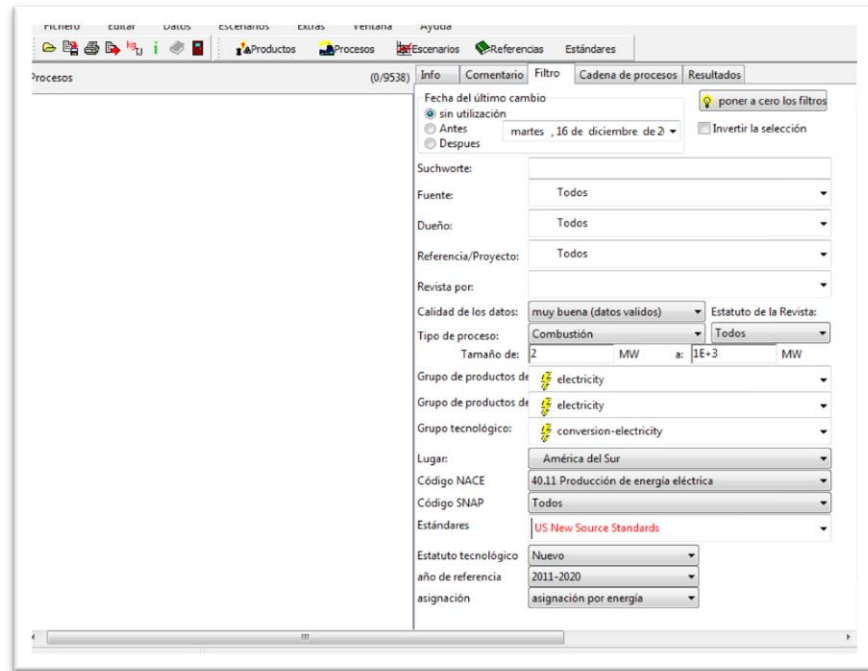 Fichero Editar Datos Escenarios Extras Ventana Ayuda
Productos Procesos Escenarios Referencias Estándares
Procesos (0/9538)
Info Comentario Filtro Cadena de procesos Resultados
Fecha del último cambio
poner a cero los filtros
sin utilización
Antes martes , 16 de diciembre de 2
Invertir la selección
Despues
Suchworte:
Fuente: Todos
Dueño: Todos
Referencia/Proyecto: Todos
Revista por:
Calidad de los datos: muy buena (datos validos) Estatuto de la Revista:
Tipo de proceso: Combustión Todos
Tamaño de: 2 MW a: 1E+3 MW
Grupo de productos de electricity
Grupo de productos de electricity
Grupo tecnológico: conversion-electricity
Lugar: América del Sur
Código NACE 40.11 Producción de energía eléctrica
Código SNAP Todos
Estándares US New Source Standards
Estatuto tecnológico Nuevo
año de referencia 2011-2020
asignación asignación por energía